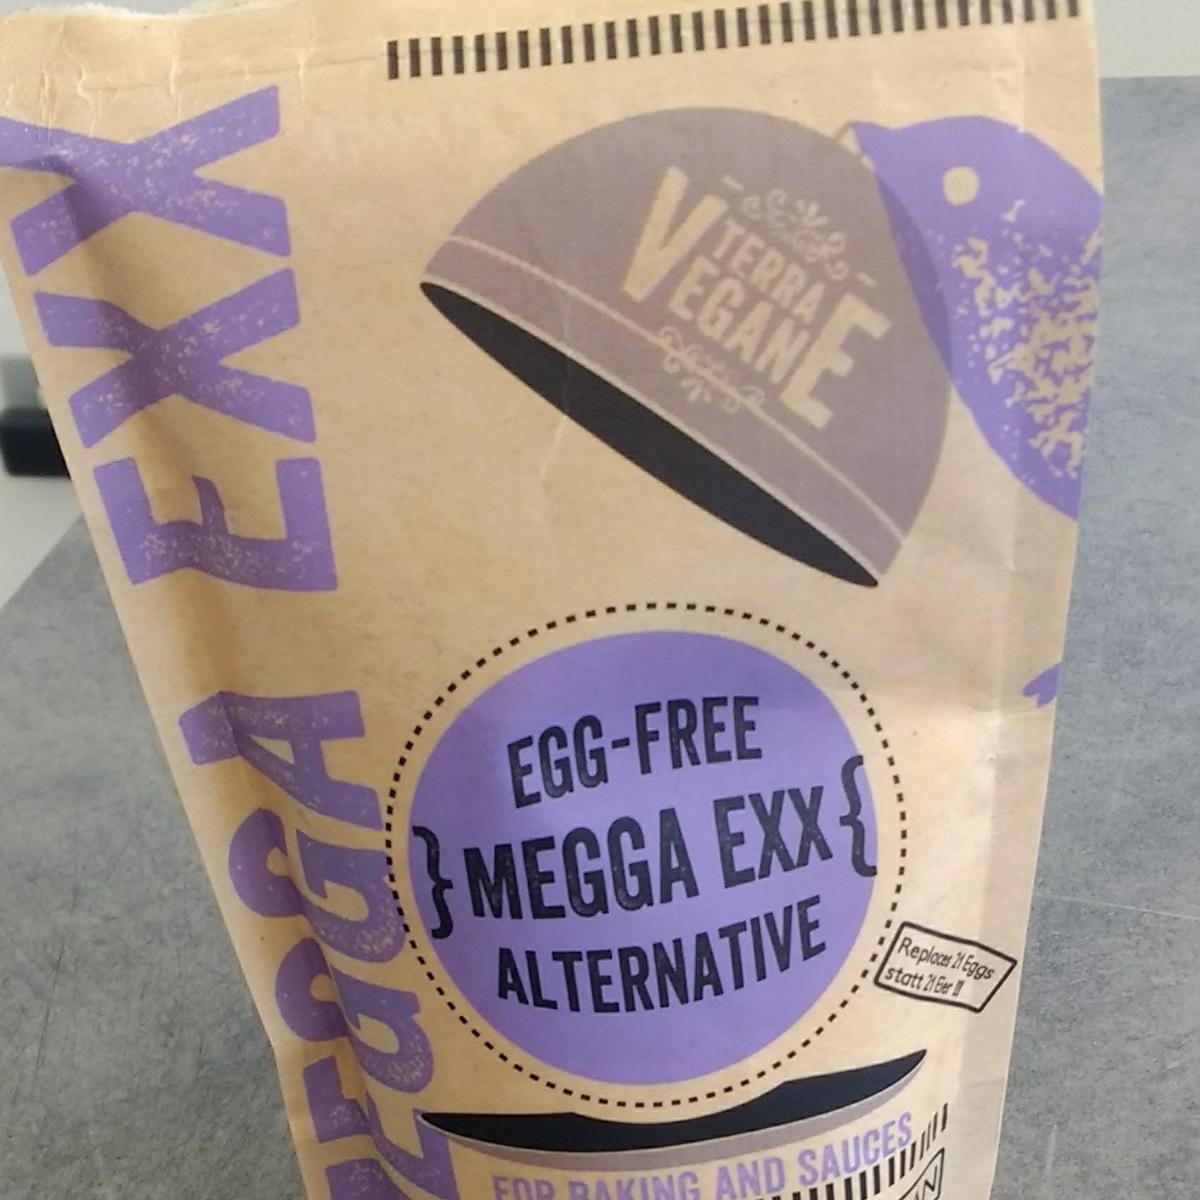 MEGGA EXX
TERRA
VEGANE
EGG-FREE
}MEGGA EXX{
ALTERNATIVE
Replaces 21 Eggs
statt 21 Eier !!!
FOR BAKING AND SAUCES